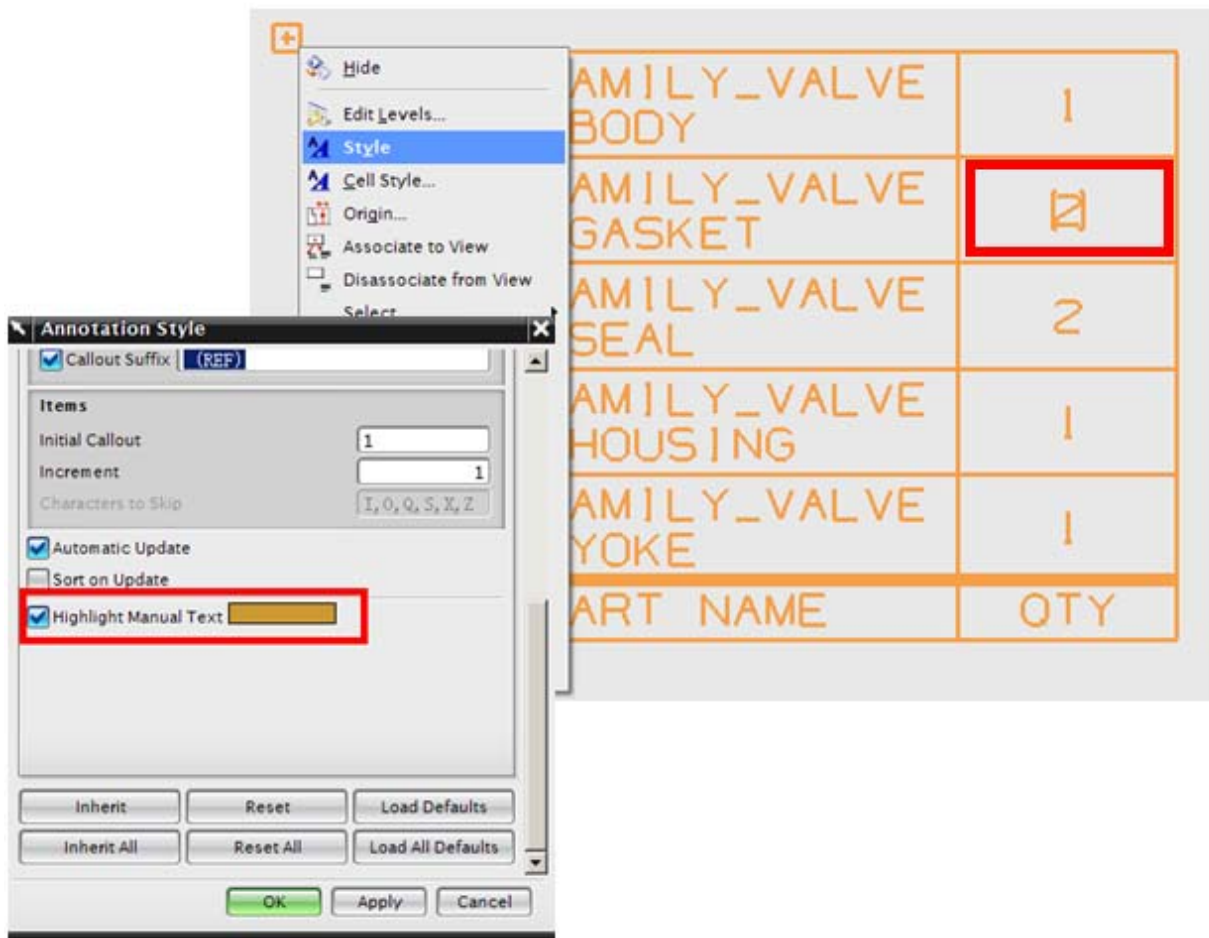 Hide
Edit Levels...
Style
Cell Style...
Origin...
Associate to View
Disassociate from View
Select
AMILY_VALVE
BODY
1
AMILY_VALVE
GASKET
2
AMILY_VALVE
SEAL
2
AMILY_VALVE
HOUSING
1
AMILY_VALVE
YOKE
1
ART NAME
QTY
Annotation Style
Callout Suffix (REF)
Items
Initial Callout 1
Increment 1
Characters to Skip I, O, Q, S, X, Z
Automatic Update
Sort on Update
Highlight Manual Text
Inherit Reset Load Defaults
Inherit All Reset All Load All Defaults
OK Apply Cancel